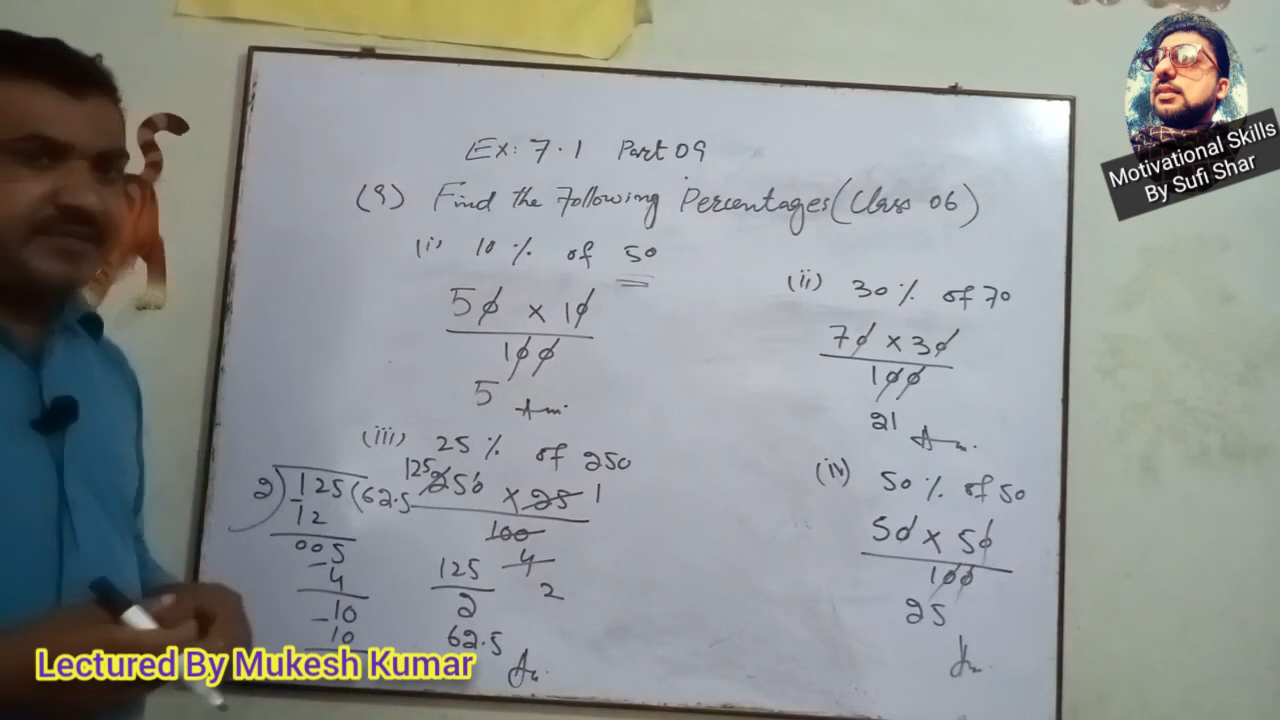 Ex: 7.1 Part 09
(9) Find the Following Percentages (Class 06)
(i) 10% of 50
50 x 10
100
5 Ans.
(ii) 30% of 70
70 x 30
100
21 Ans.
(iii) 25% of 250
125 250 x 25 1
100
4
2
125
2
62.5 Ans.
2) 125 (62.5
12
005
-4
-10
10
(iv) 50% of 50
50 x 50
100
25
Ans.
Motivational Skills
By Sufi Shar
Lectured By Mukesh Kumar